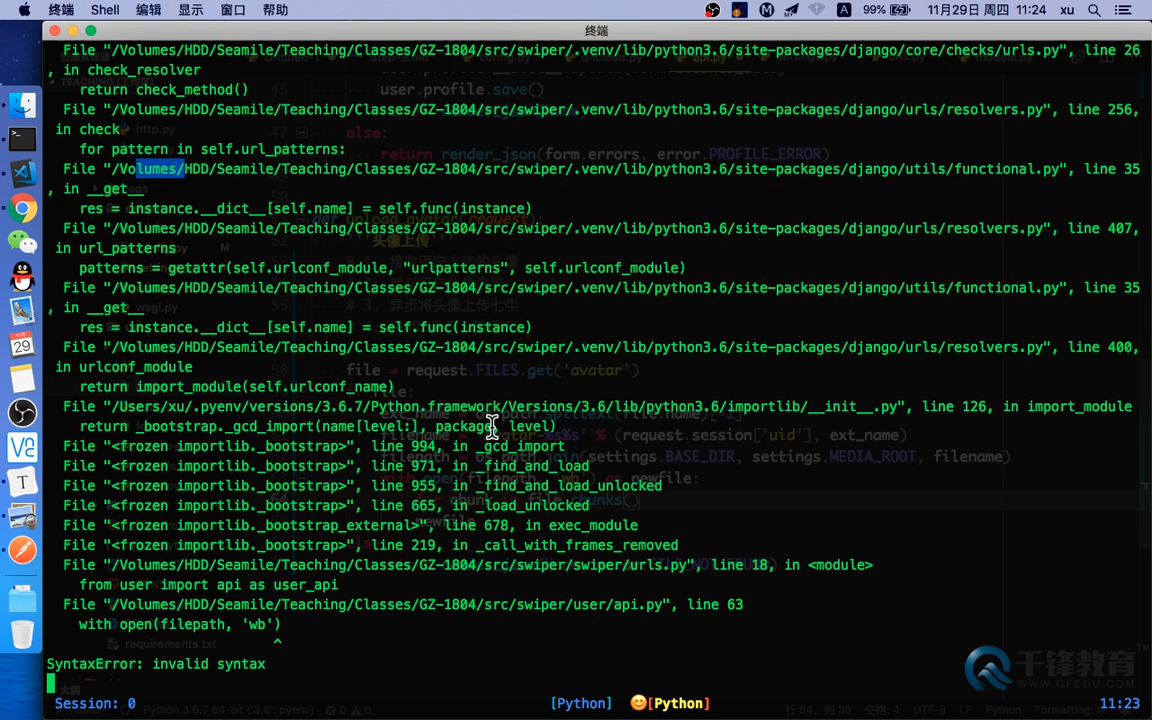 终端 Shell 编辑 显示 窗口 帮助 99% 11月29日 周四 11:24 xu
终端
File "/Volumes/HDD/Seamile/Teaching/Classes/GZ-1804/src/swiper/.venv/lib/python3.6/site-packages/django/core/checks/urls.py", line 26
, in check_resolver
return check_method()
File "/Volumes/HDD/Seamile/Teaching/Classes/GZ-1804/src/swiper/.venv/lib/python3.6/site-packages/django/urls/resolvers.py", line 256,
in check
for pattern in self.url_patterns:
File "/Volumes/HDD/Seamile/Teaching/Classes/GZ-1804/src/swiper/.venv/lib/python3.6/site-packages/django/utils/functional.py", line 35
, in __get__
res = instance.__dict__[self.name] = self.func(instance)
File "/Volumes/HDD/Seamile/Teaching/Classes/GZ-1804/src/swiper/.venv/lib/python3.6/site-packages/django/urls/resolvers.py", line 407,
in url_patterns
patterns = getattr(self.urlconf_module, "urlpatterns", self.urlconf_module)
File "/Volumes/HDD/Seamile/Teaching/Classes/GZ-1804/src/swiper/.venv/lib/python3.6/site-packages/django/utils/functional.py", line 35
, in __get__
res = instance.__dict__[self.name] = self.func(instance)
File "/Volumes/HDD/Seamile/Teaching/Classes/GZ-1804/src/swiper/.venv/lib/python3.6/site-packages/django/urls/resolvers.py", line 400,
in urlconf_module
return import_module(self.urlconf_name)
File "/Users/xu/.pyenv/versions/3.6.7/Python.framework/Versions/3.6/lib/python3.6/importlib/__init__.py", line 126, in import_module
return _bootstrap._gcd_import(name[level:], package, level)
File "<frozen importlib._bootstrap>", line 994, in _gcd_import
File "<frozen importlib._bootstrap>", line 971, in _find_and_load
File "<frozen importlib._bootstrap>", line 955, in _find_and_load_unlocked
File "<frozen importlib._bootstrap>", line 665, in _load_unlocked
File "<frozen importlib._bootstrap_external>", line 678, in exec_module
File "<frozen importlib._bootstrap>", line 219, in _call_with_frames_removed
File "/Volumes/HDD/Seamile/Teaching/Classes/GZ-1804/src/swiper/swiper/urls.py", line 18, in <module>
from user import api as user_api
File "/Volumes/HDD/Seamile/Teaching/Classes/GZ-1804/src/swiper/user/api.py", line 63
with open(filepath, 'wb')
^
SyntaxError: invalid syntax
千锋教育
WWW.QFEDU.COM
Session: 0 [Python] [Python] 11:23